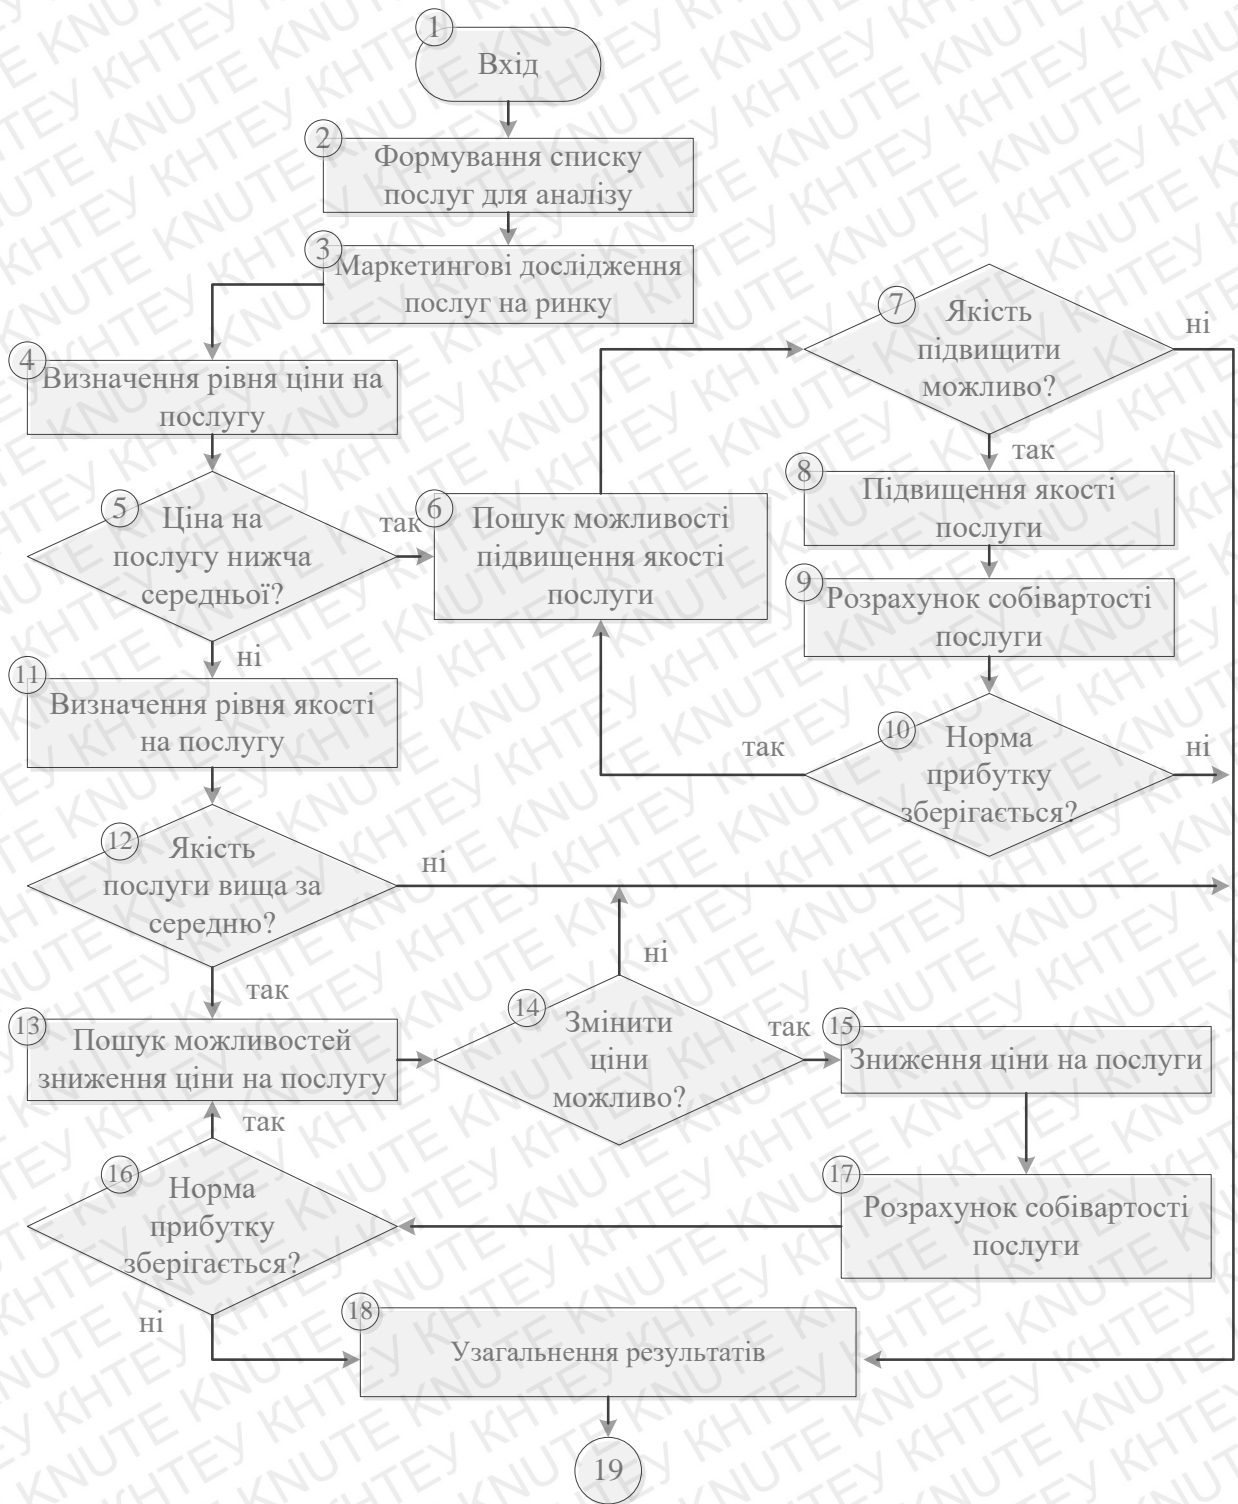 1
Вхід
2
Формування списку
послуг для аналізу
3
Маркетингові дослідження
послуг на ринку
4
Визначення рівня ціни на
послугу
5
Ціна на
послугу нижча
середньої?
так
ні
6
Пошук можливості
підвищення якості
послуги
7
Якість
підвищити
можливо?
ні
так
8
Підвищення якості
послуги
9
Розрахунок собівартості
послуги
10
Норма
прибутку
зберігається?
так
ні
11
Визначення рівня якості
на послугу
12
Якість
послуги вища за
середню?
ні
так
13
Пошук можливостей
зниження ціни на послугу
14
Змінити
ціни
можливо?
ні
так
15
Зниження ціни на послуги
16
Норма
прибутку
зберігається?
так
ні
17
Розрахунок собівартості
послуги
18
Узагальнення результатів
19
KNUTE КНТЕУ